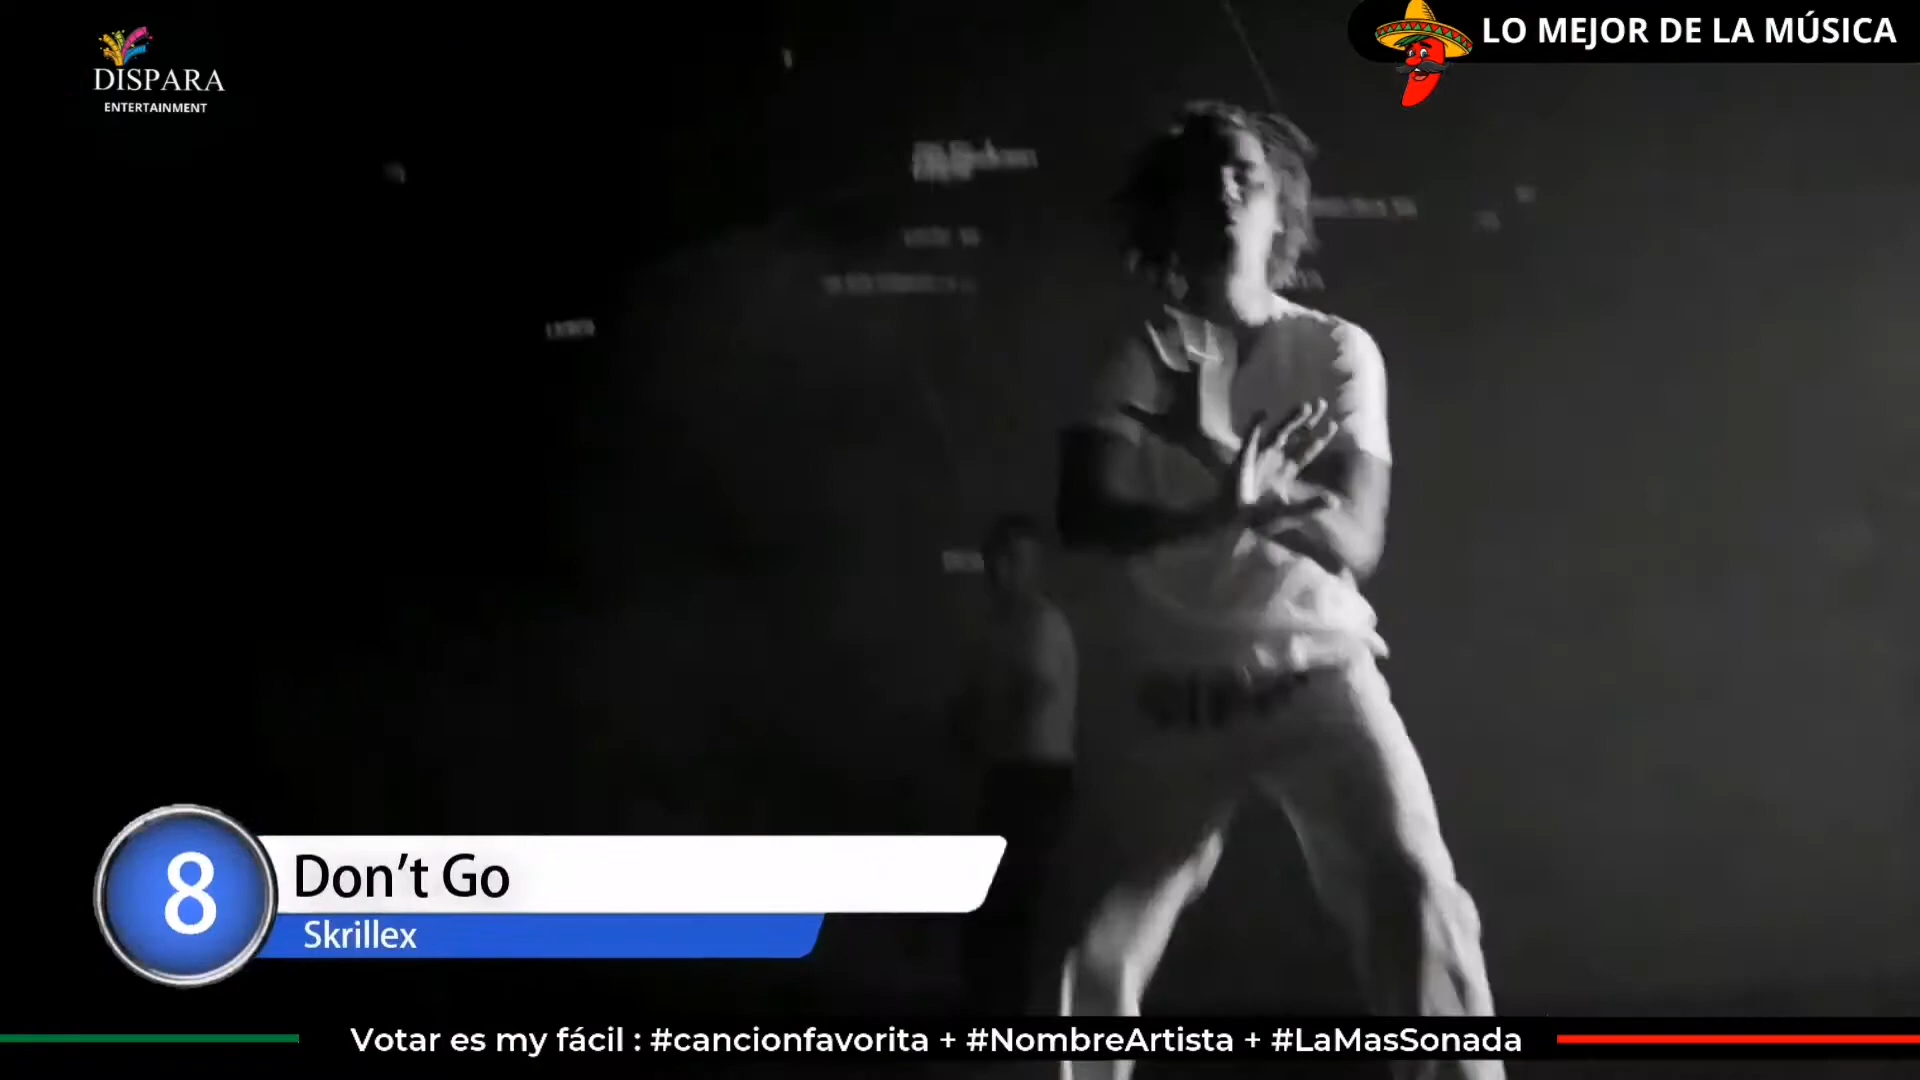 DISPARA
ENTERTAINMENT
LO MEJOR DE LA MÚSICA
8
Don't Go
Skrillex
Votar es my fácil : #cancionfavorita + #NombreArtista + #LaMasSonada